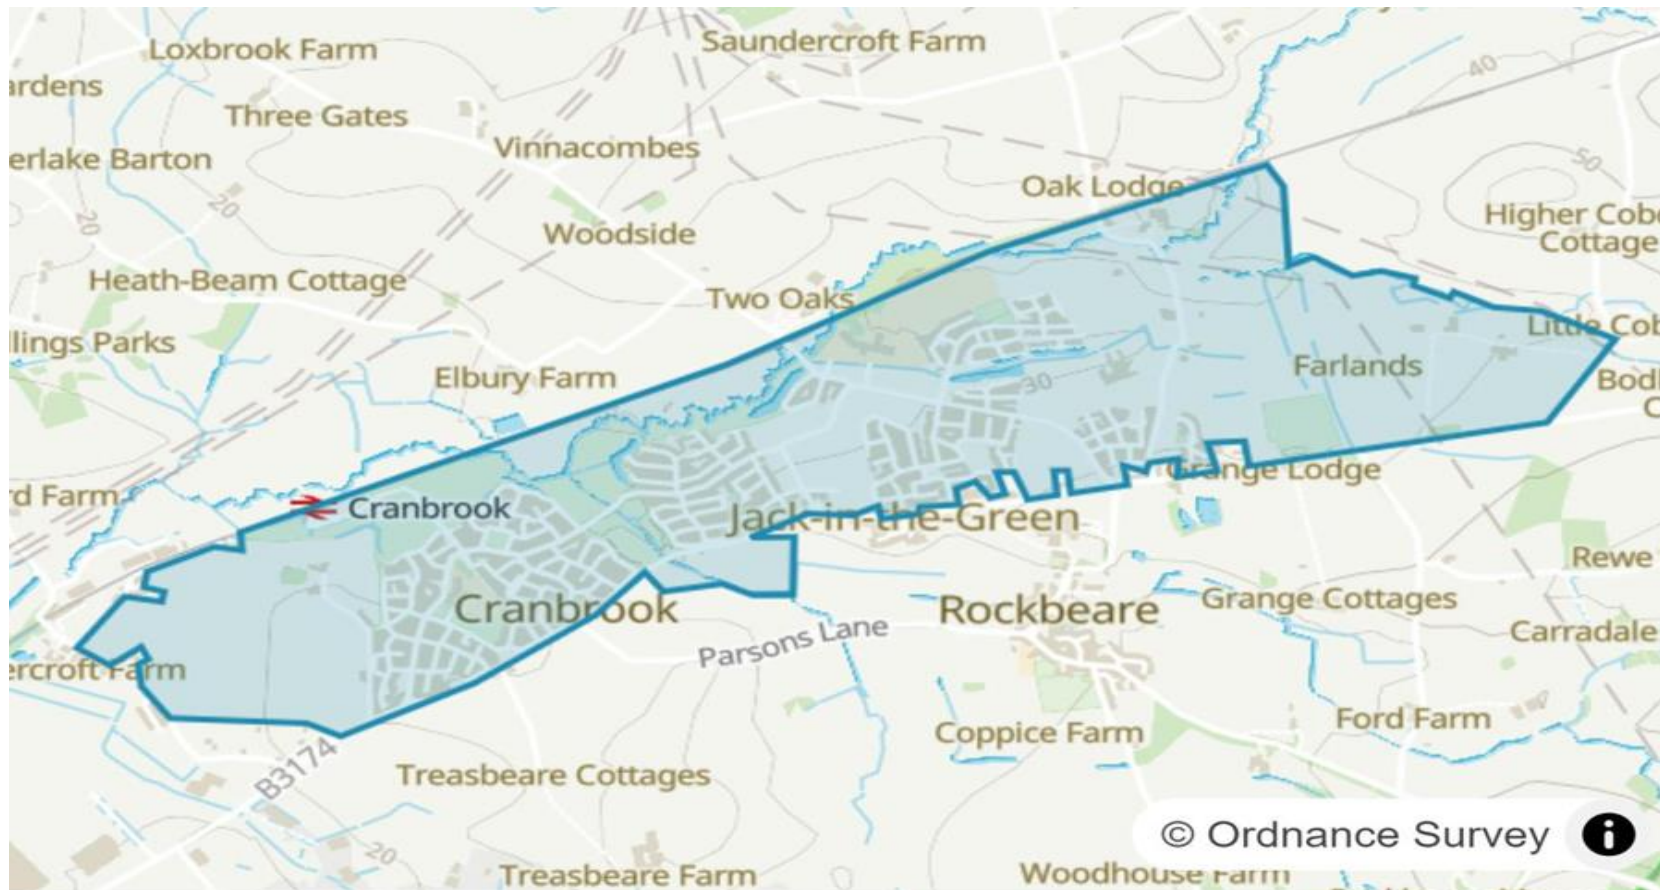 Loxbrook Farm
Saundercroft Farm
40
ardens
Three Gates
Vinnacombes
erlake Barton
50
Oak Lodge
20
20
Higher Cobe
Cottage
Woodside
Heath-Beam Cottage
Two Oaks
Little Cob
llings Parks
Elbury Farm
30
Farlands
Bodl
C
Grange Lodge
rd Farm
Cranbrook
Jack-in-the-Green
Rewe
Cranbrook
Rockbeare
Grange Cottages
Parsons Lane
Carradale
ercroft Farm
Coppice Farm
Ford Farm
B3174
Treasbeare Cottages
© Ordnance Survey
i
20
Treasbeare Farm
Woodhouse Farm